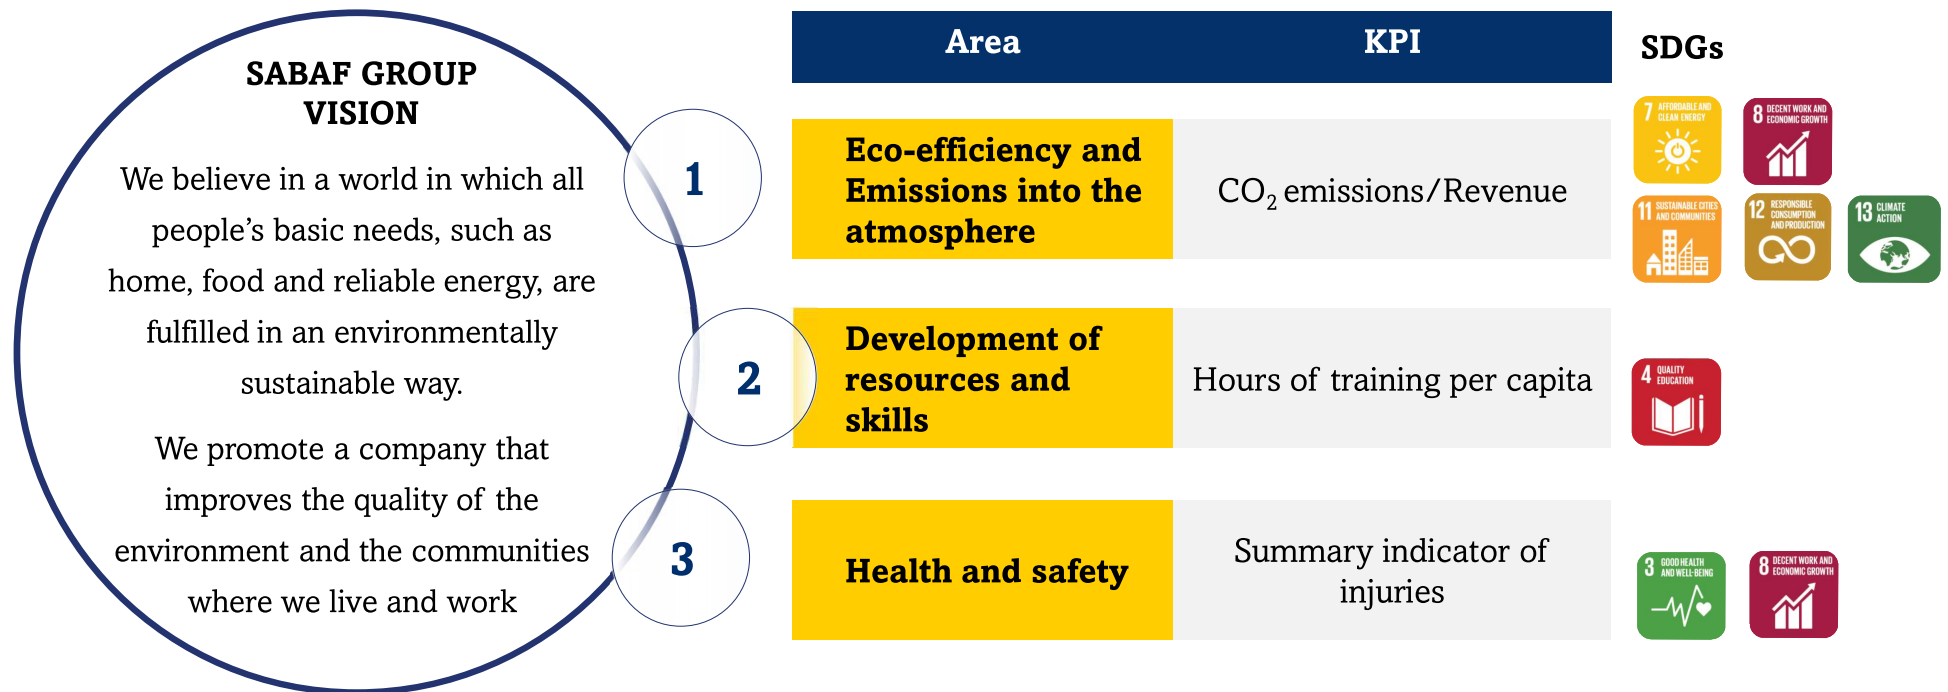 SABAF GROUP
VISION
We believe in a world in which all
people’s basic needs, such as
home, food and reliable energy, are
fulfilled in an environmentally
sustainable way.
We promote a company that
improves the quality of the
environment and the communities
where we live and work
Area
KPI
SDGs
1
Eco-efficiency and
Emissions into the
atmosphere
CO₂ emissions/Revenue
7 AFFORDABLE AND
CLEAN ENERGY
8 DECENT WORK AND
ECONOMIC GROWTH
11 SUSTAINABLE CITIES
AND COMMUNITIES
12 RESPONSIBLE
CONSUMPTION
AND PRODUCTION
13 CLIMATE
ACTION
2
Development of
resources and
skills
Hours of training per capita
4 QUALITY
EDUCATION
3
Health and safety
Summary indicator of
injuries
3 GOOD HEALTH
AND WELL-BEING
8 DECENT WORK AND
ECONOMIC GROWTH